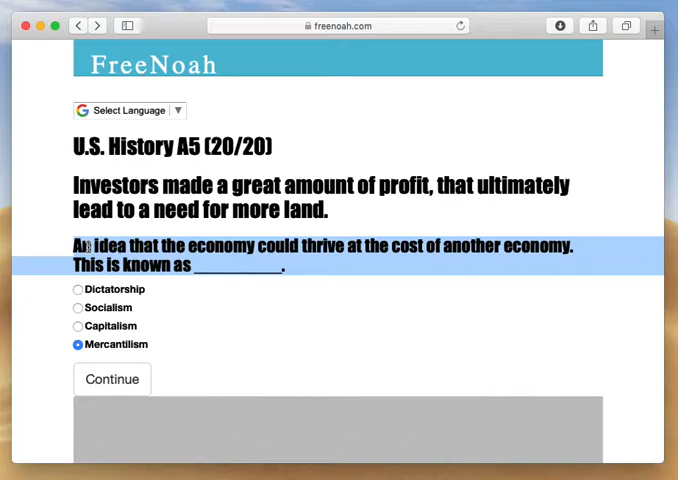 freenoah.com
FreeNoah
Select Language
U.S. History A5 (20/20)
Investors made a great amount of profit, that ultimately
lead to a need for more land.
An idea that the economy could thrive at the cost of another economy.
This is known as _________.
Dictatorship
Socialism
Capitalism
Mercantilism
Continue